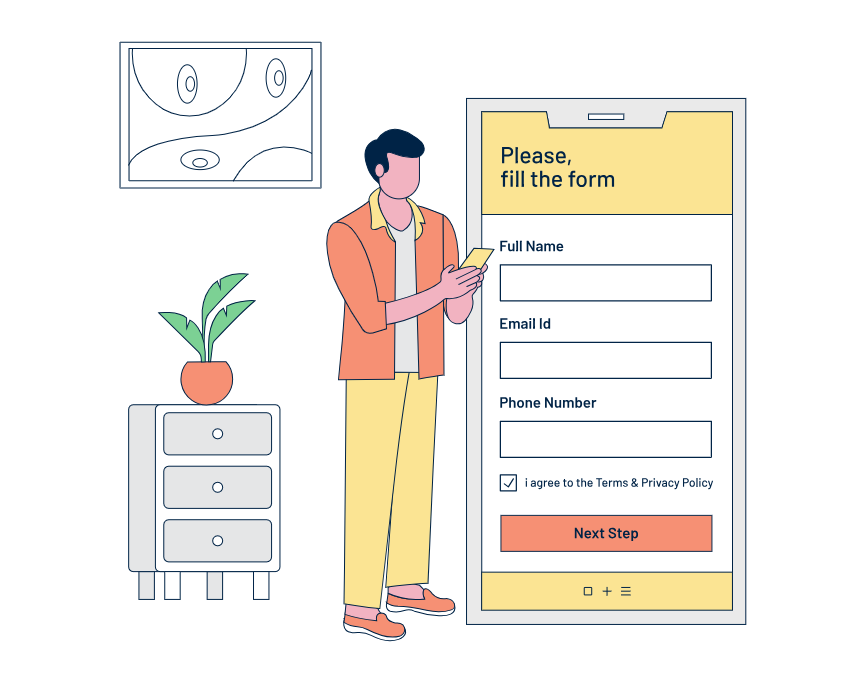 Please,
fill the form
Full Name
Email Id
Phone Number
i agree to the Terms & Privacy Policy
Next Step